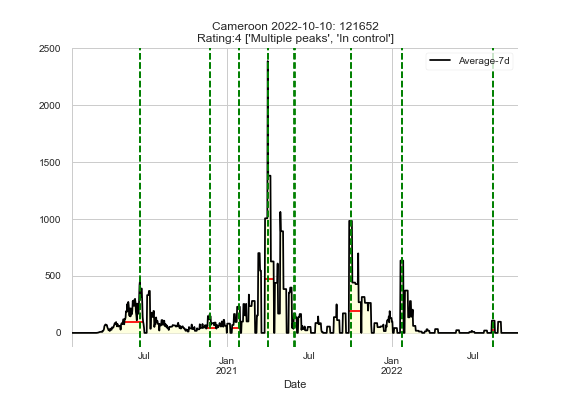 Cameroon 2022-10-10: 121652
Rating:4 ['Multiple peaks', 'In control']
Average-7d
2500
2000
1500
1000
500
0
Jul
Jan
2021
Jul
Jan
2022
Jul
Date